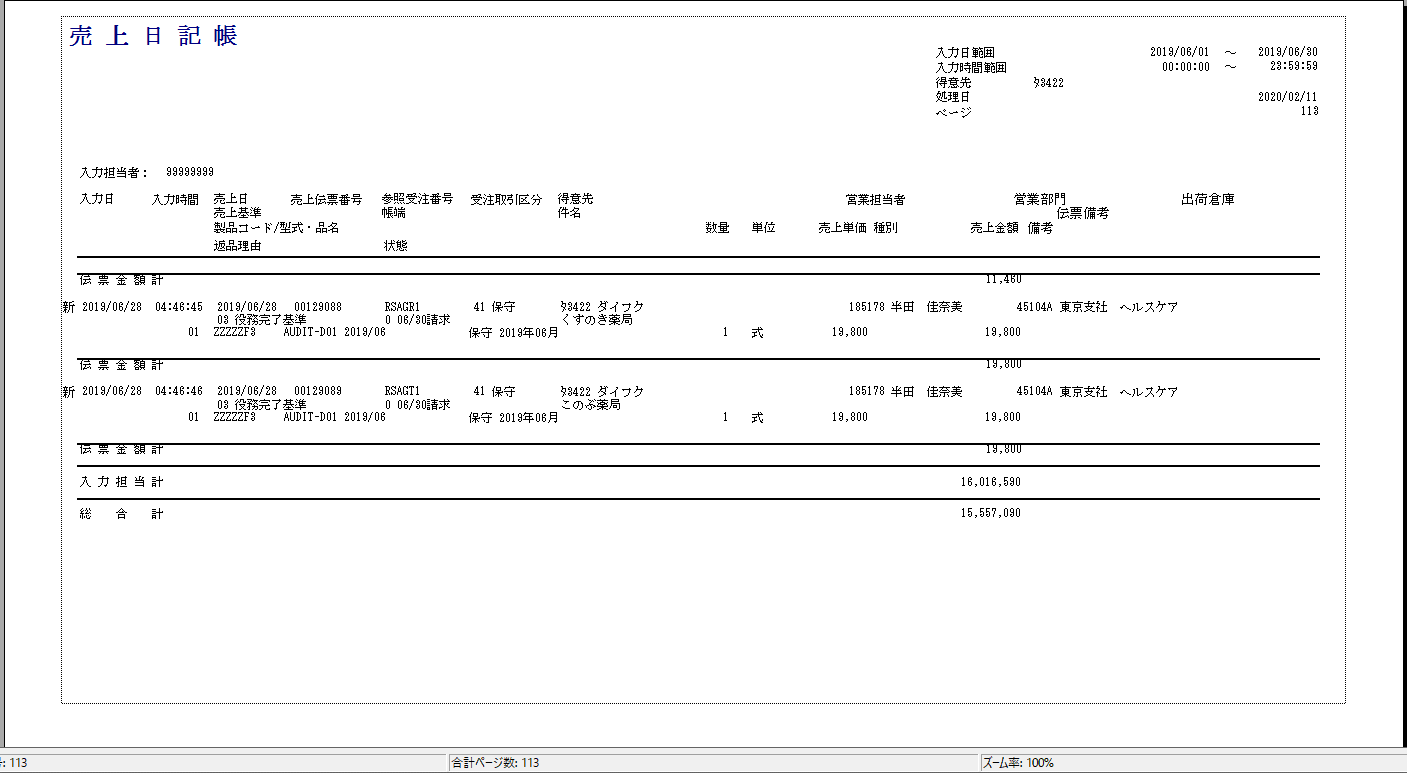 売上日記帳
入力日範囲 2019/06/01 ～ 2019/06/30
入力時間範囲 00:00:00 ～ 23:59:59
得意先 ﾀ3422
処理日 2020/02/11
ページ 113
入力担当者： 99999999
入力日 入力時間 売上日 売上伝票番号 参照受注番号 受注取引区分 得意先 営業担当者 営業部門 出荷倉庫
売上基準 帳端 件名 伝票備考
製品コード/型式・品名 数量 単位 売上単価 種別 売上金額 備考
返品理由 状態
伝票金額計 11,460
新 2019/06/28 04:46:45 2019/06/28 00129088 RSAGR1 41 保守 ﾀ3422 ダイワク 185178 半田 佳奈美 45104A 東京支社 ヘルスケア
03 役務完了基準 0 06/30請求 くすのき薬局
01 ZZZZZF3 AUDIT-D01 2019/06 保守 2019年06月 1 式 19,800 19,800
伝票金額計 19,800
新 2019/06/28 04:46:46 2019/06/28 00129089 RSAGT1 41 保守 ﾀ3422 ダイワク 185178 半田 佳奈美 45104A 東京支社 ヘルスケア
03 役務完了基準 0 06/30請求 このぶ薬局
01 ZZZZZF3 AUDIT-D01 2019/06 保守 2019年06月 1 式 19,800 19,800
伝票金額計 19,800
入力担当計 16,016,590
総合計 15,557,090
: 113 合計ページ数: 113 ズーム率: 100%